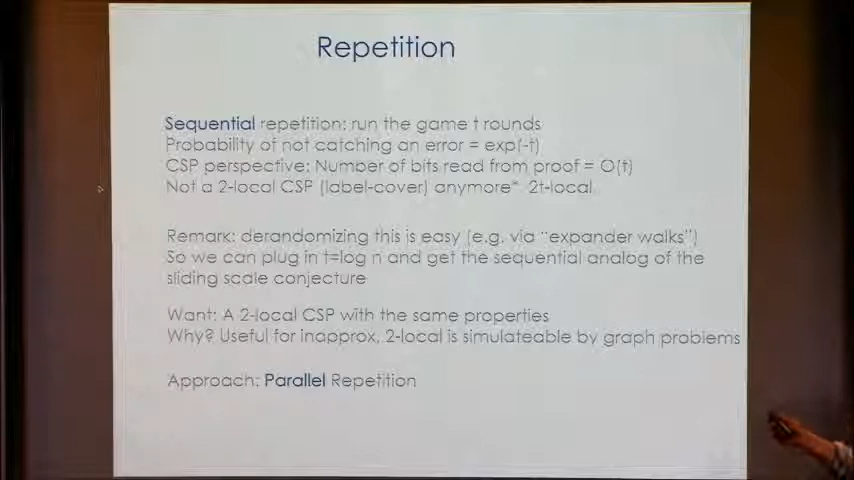 Repetition
Sequential repetition: run the game t rounds
Probability of not catching an error = exp(-t)
CSP perspective: Number of bits read from proof = O(t)
Not a 2-local CSP (label-cover) anymore* 2t-local
Remark: derandomizing this is easy (e.g. via "expander walks")
So we can plug in t=log n and get the sequential analog of the
sliding scale conjecture
Want: A 2-local CSP with the same properties
Why? Useful for inapprox, 2-local is simulateable by graph problems
Approach: Parallel Repetition